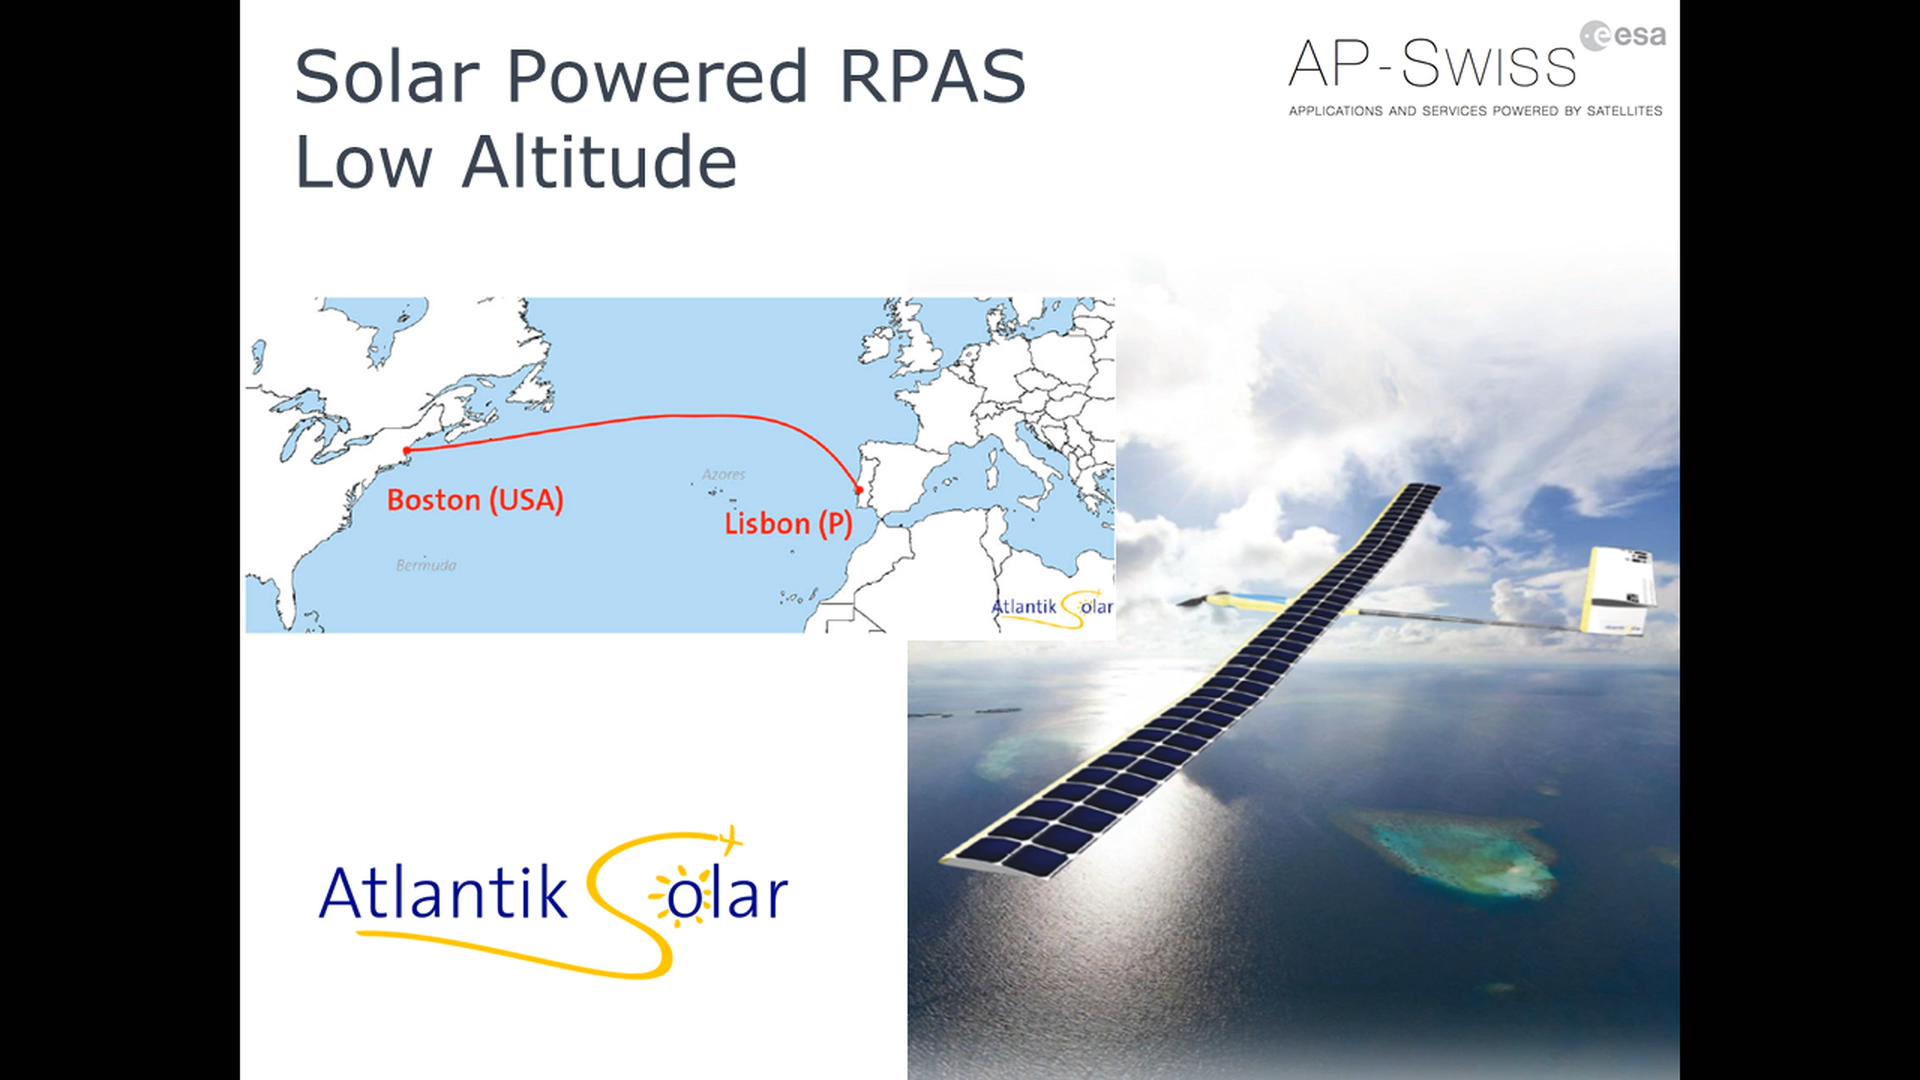 Solar Powered RPAS
Low Altitude
AP-SWISS
esa
APPLICATIONS AND SERVICES POWERED BY SATELLITES
Azores
Boston (USA)
Lisbon (P)
Bermuda
Atlantik Solar
Atlantik Solar